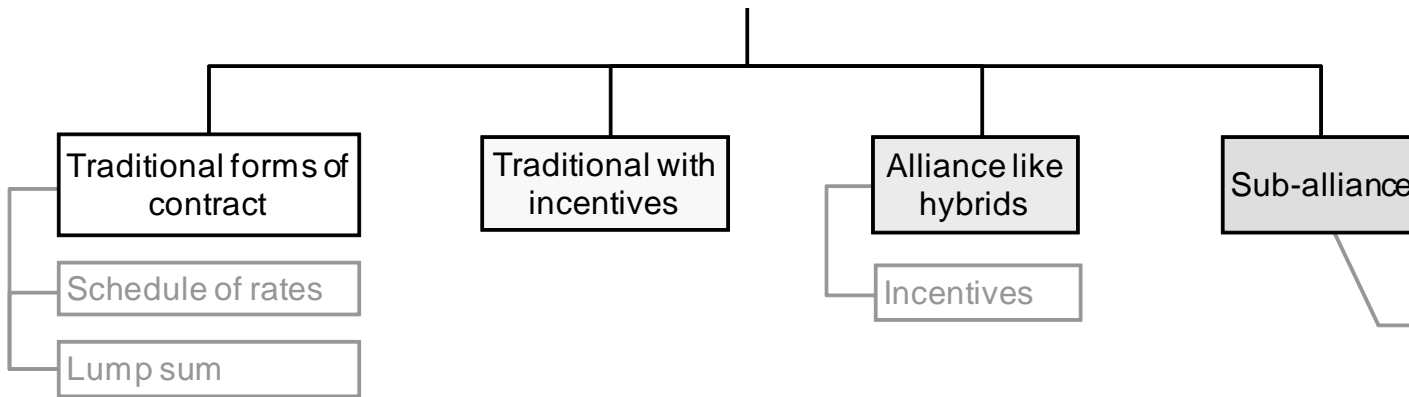 Traditional forms of
contract
Traditional with
incentives
Alliance like
hybrids
Sub-alliance
Schedule of rates
Incentives
Lump sum